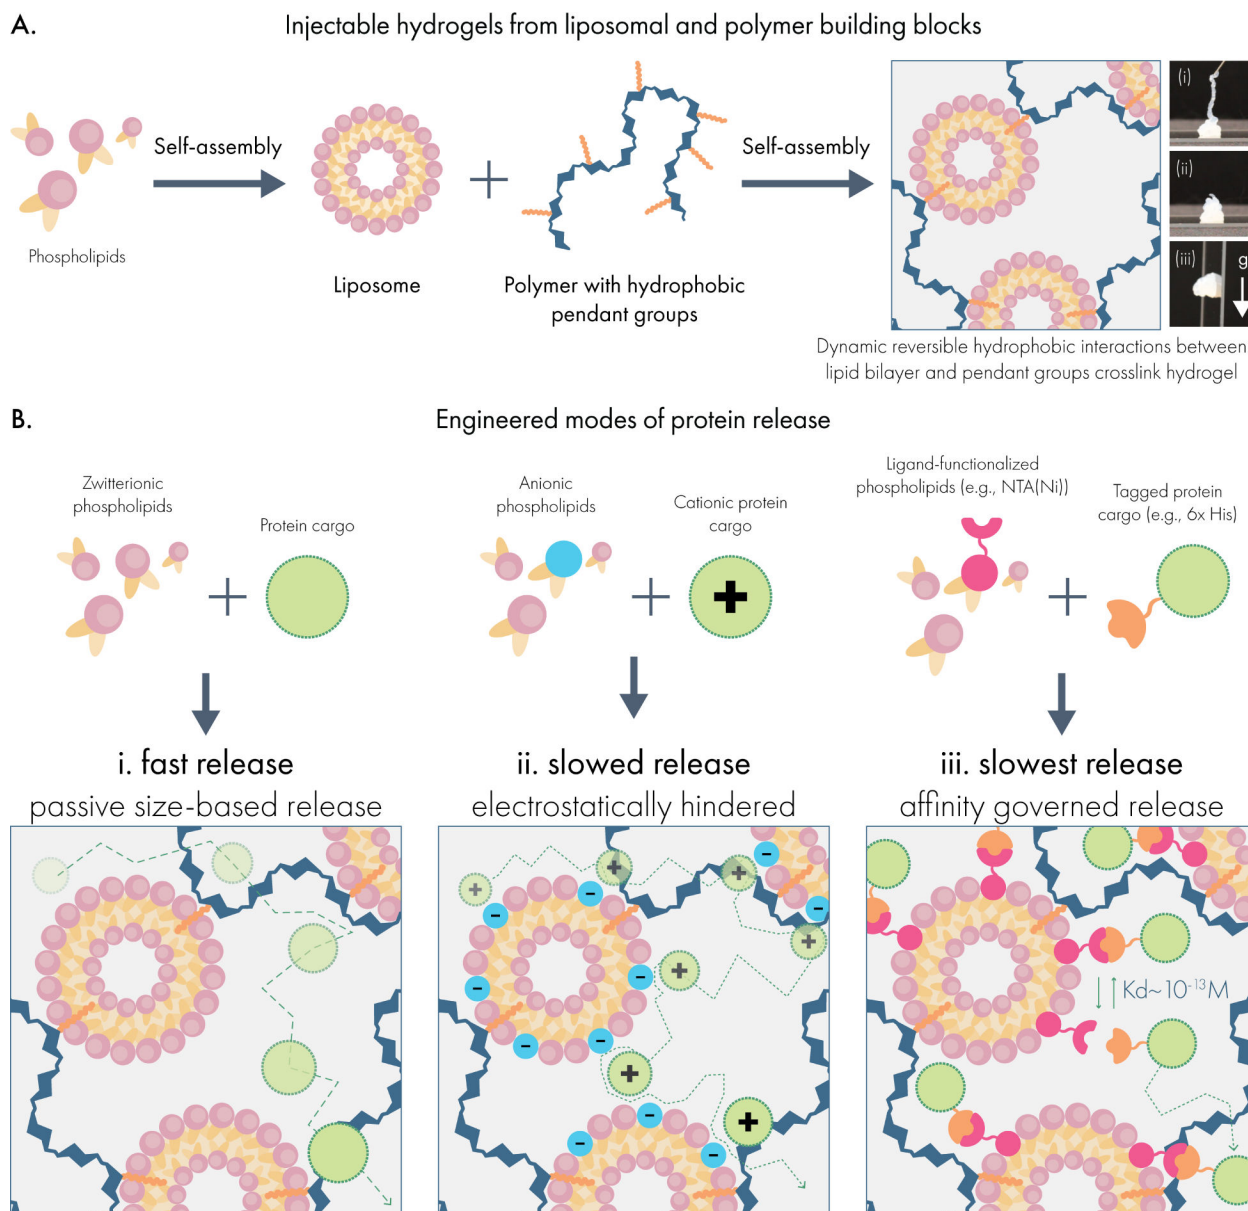 A.
Injectable hydrogels from liposomal and polymer building blocks
Phospholipids
Self-assembly
Liposome
Polymer with hydrophobic
pendant groups
Self-assembly
(i)
(ii)
(iii)
g
Dynamic reversible hydrophobic interactions between
lipid bilayer and pendant groups crosslink hydrogel
B.
Engineered modes of protein release
Zwitterionic
phospholipids
Protein cargo
Anionic
phospholipids
Cationic protein
cargo
+
Ligand-functionalized
phospholipids (e.g., NTA(Ni))
Tagged protein
cargo (e.g., 6x His)
i. fast release
passive size-based release
ii. slowed release
electrostatically hindered
iii. slowest release
affinity governed release
Kd~10⁻¹³M